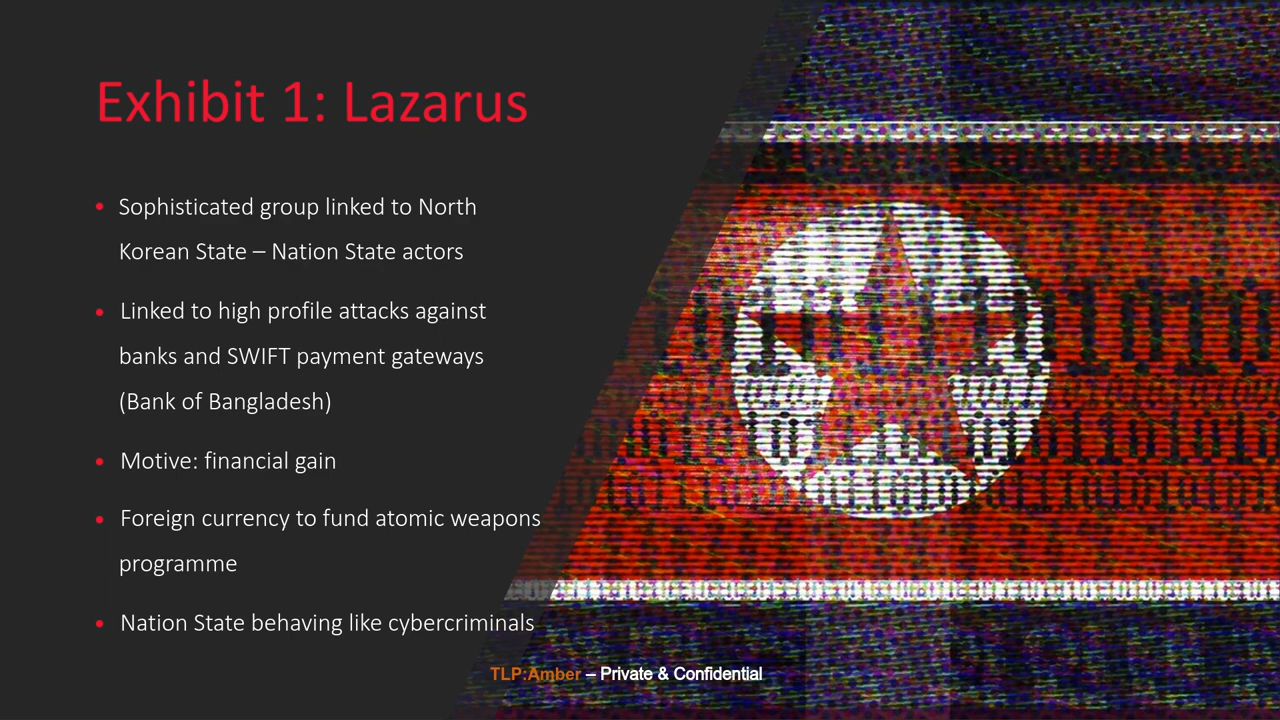 Exhibit 1: Lazarus
• Sophisticated group linked to North
Korean State – Nation State actors
• Linked to high profile attacks against
banks and SWIFT payment gateways
(Bank of Bangladesh)
• Motive: financial gain
• Foreign currency to fund atomic weapons
programme
• Nation State behaving like cybercriminals
TLP:Amber – Private & Confidential